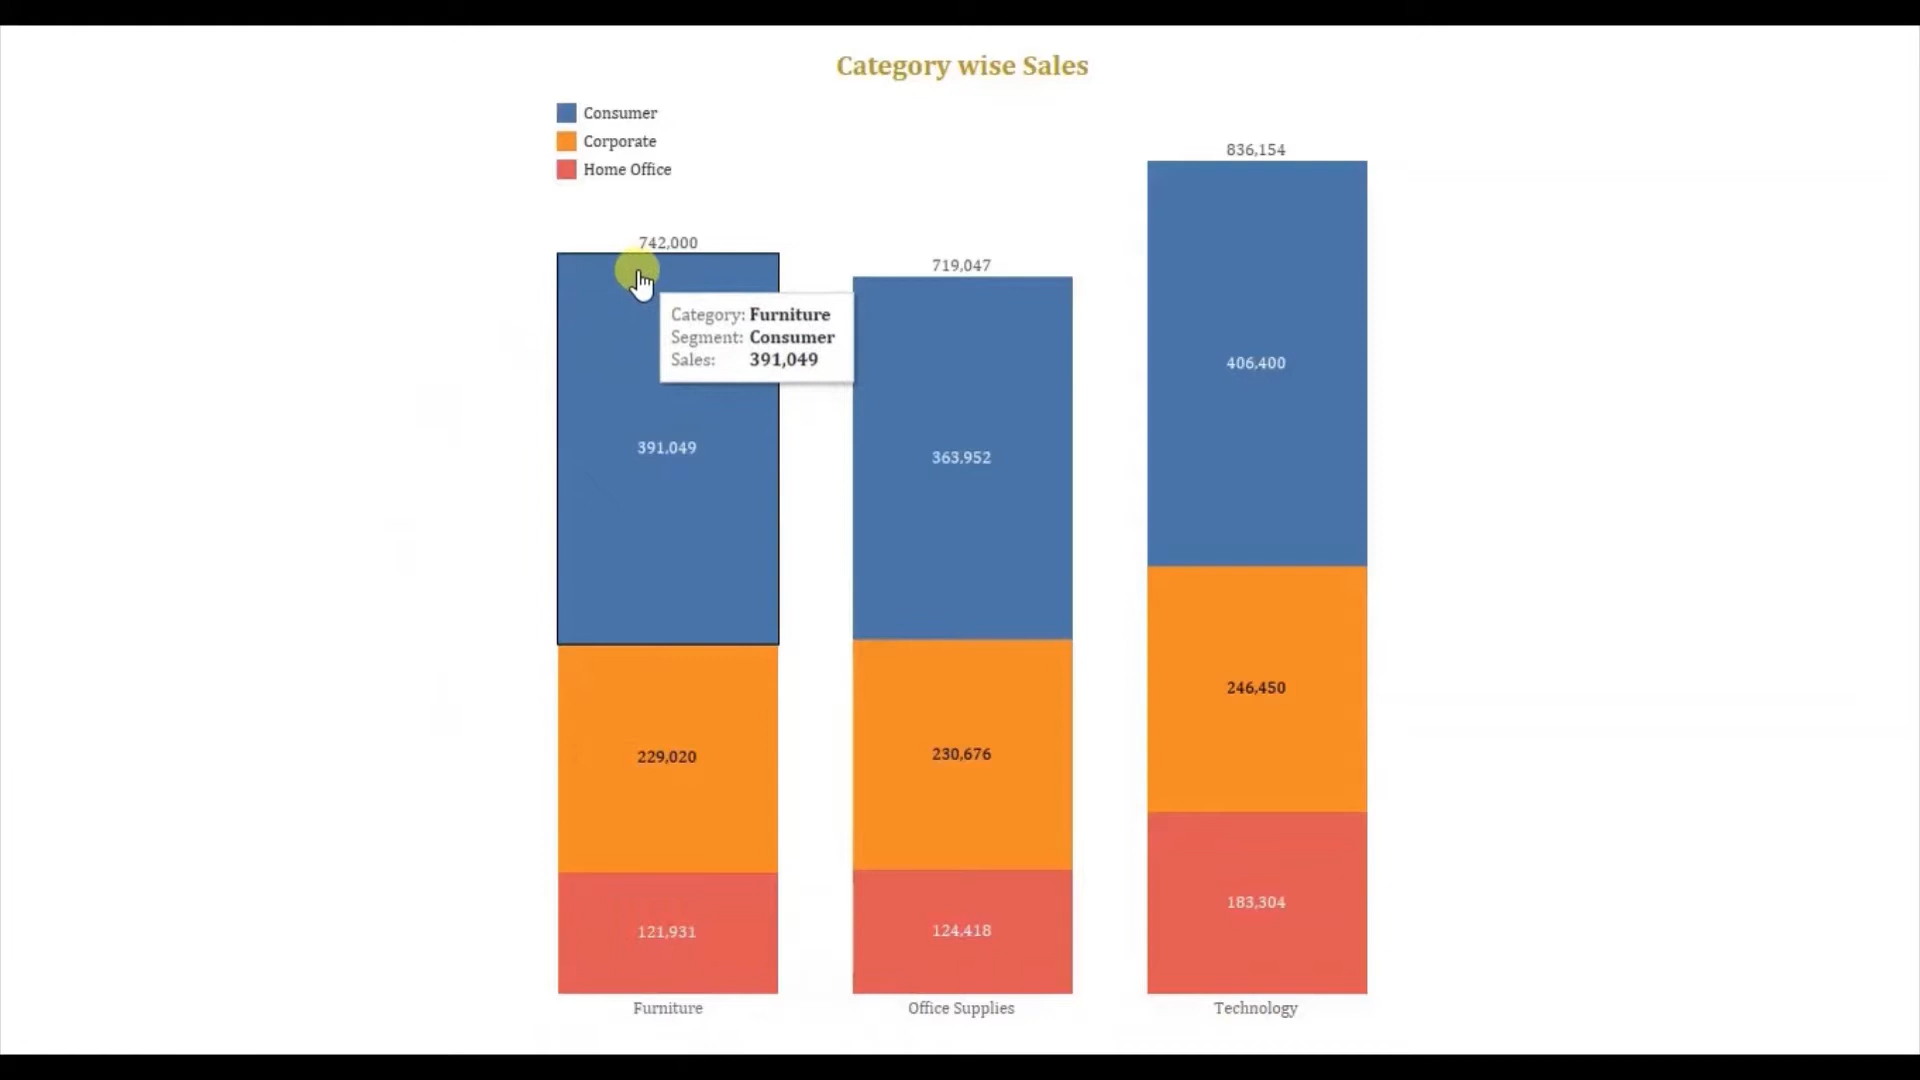 Category wise Sales
Consumer
Corporate
Home Office
742,000
719,047
836,154
Category: Furniture
Segment: Consumer
Sales: 391,049
391,049
363,952
406,400
229,020
230,676
246,450
121,931
124,418
183,304
Furniture
Office Supplies
Technology